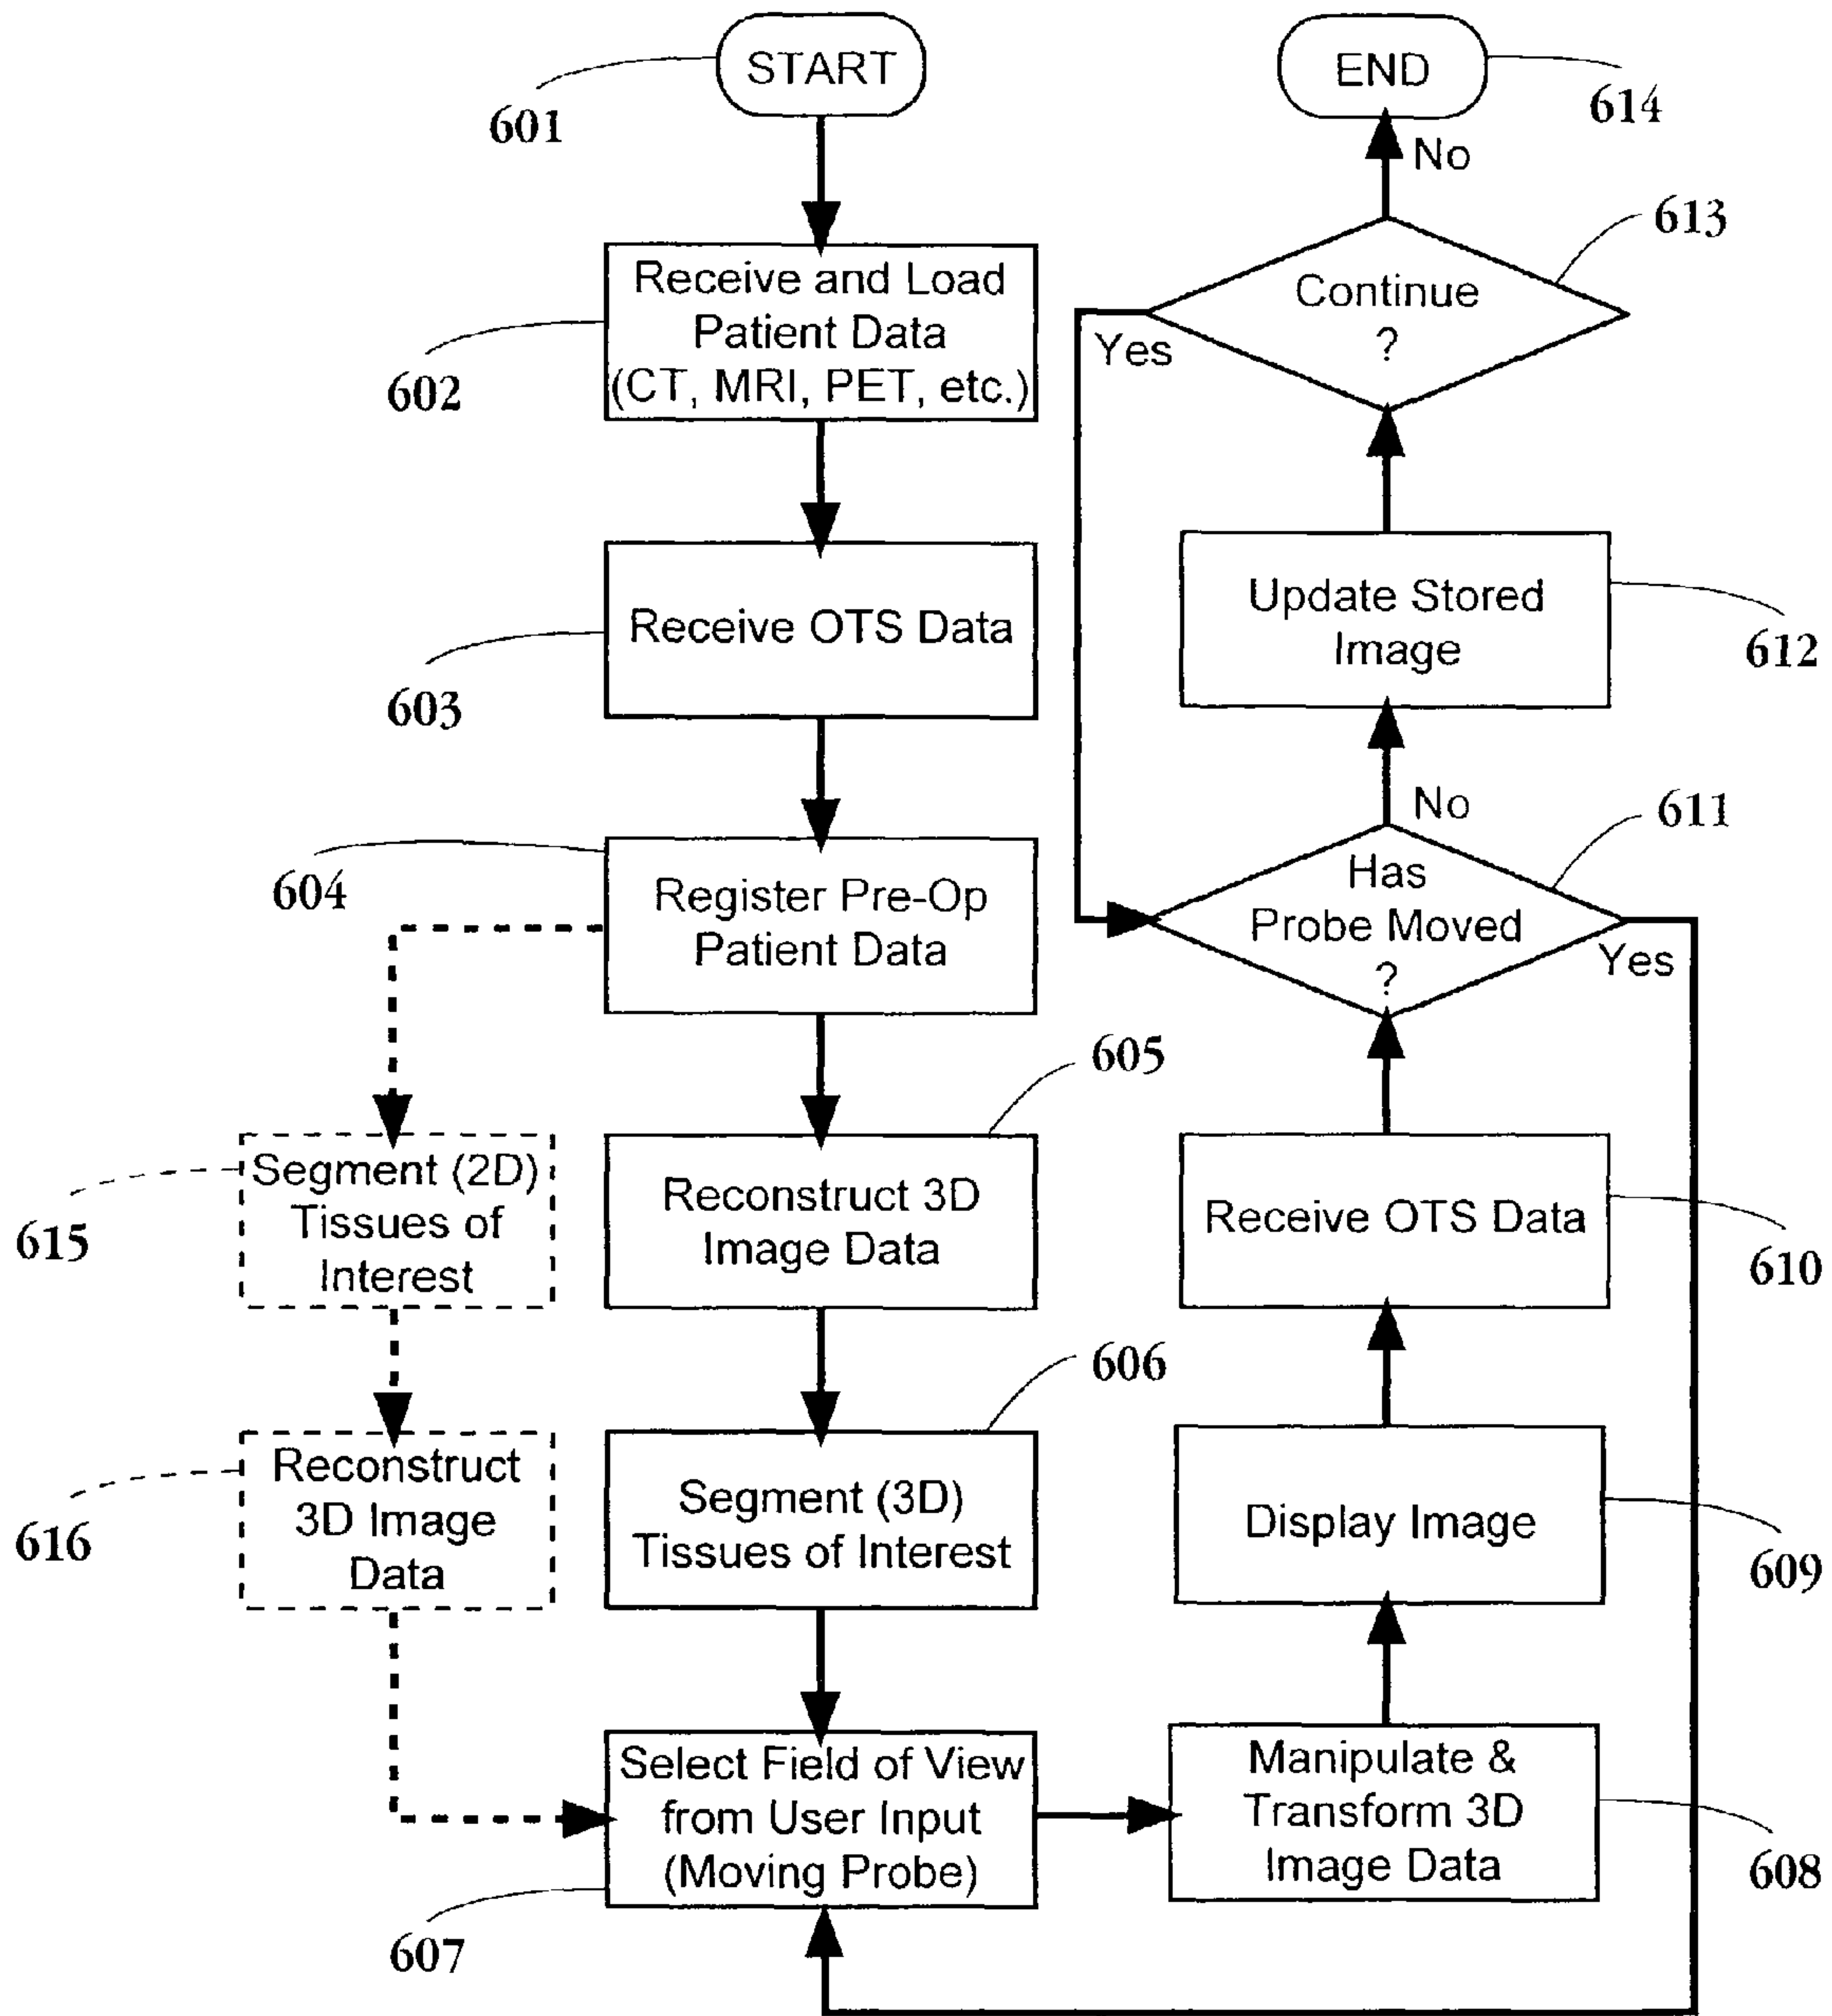 START
601
Receive and Load
Patient Data
(CT, MRI, PET, etc.)
602
Receive OTS Data
603
604
Register Pre-Op
Patient Data
605
Reconstruct 3D
Image Data
615
Segment (2D)
Tissues of
Interest
606
Segment (3D)
Tissues of Interest
616
Reconstruct
3D Image
Data
Select Field of View
from User Input
(Moving Probe)
607
Manipulate &
Transform 3D
Image Data
608
Display Image
609
Receive OTS Data
610
Has
Probe Moved
?
611
Yes
No
Update Stored
Image
612
Continue
?
613
Yes
No
END
614